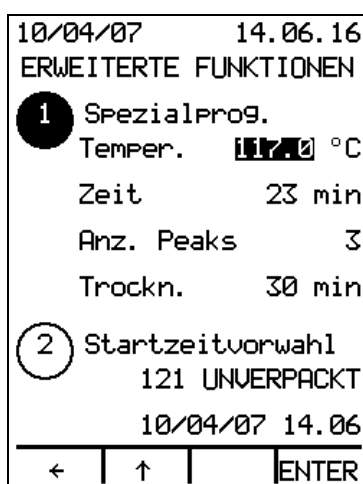 10/04/07 14.06.16
ERWEITERTE FUNKTIONEN
1 Spezialprog.
Temper. 117.0 °C
Zeit 23 min
Anz. Peaks 3
Trockn. 30 min
2 Startzeitvorwahl
121 UNVERPACKT
10/04/07 14.06
← ↑ ENTER